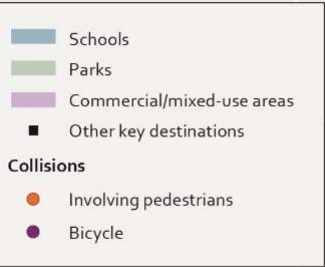 Schools
Parks
Commercial/mixed-use areas
Other key destinations
Collisions
Involving pedestrians
Bicycle